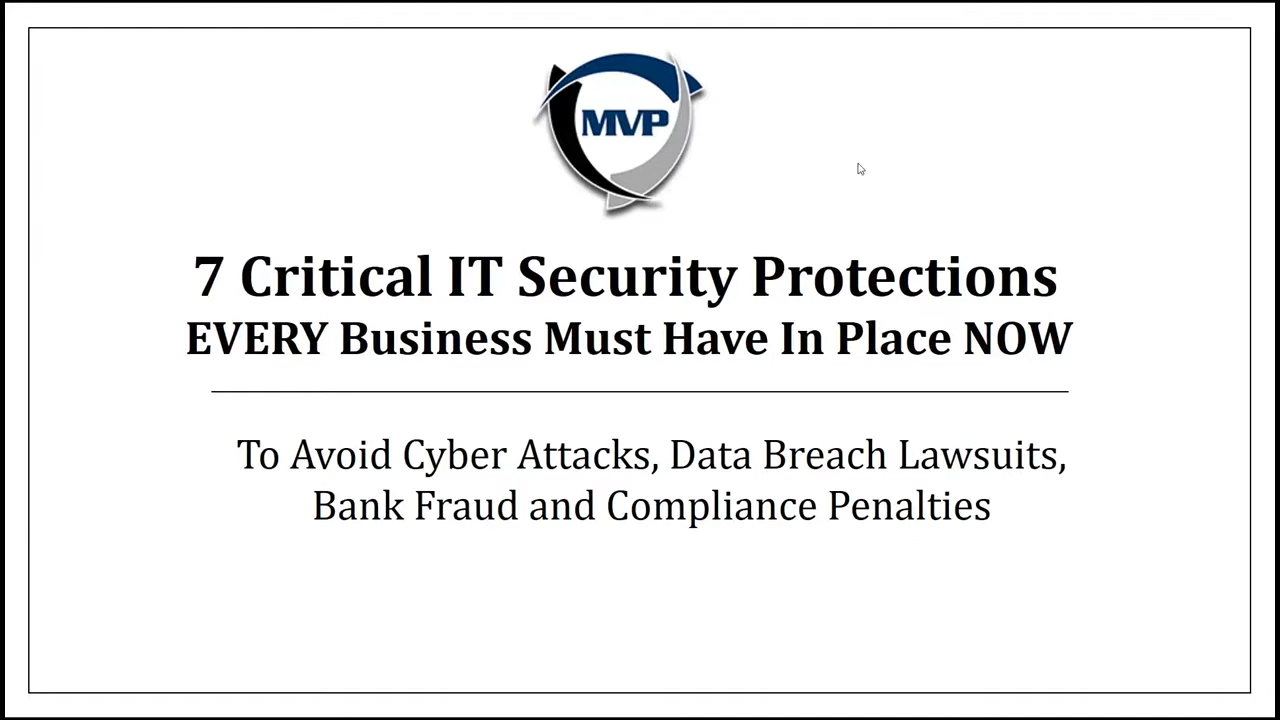 MVP
7 Critical IT Security Protections
EVERY Business Must Have In Place NOW
To Avoid Cyber Attacks, Data Breach Lawsuits,
Bank Fraud and Compliance Penalties